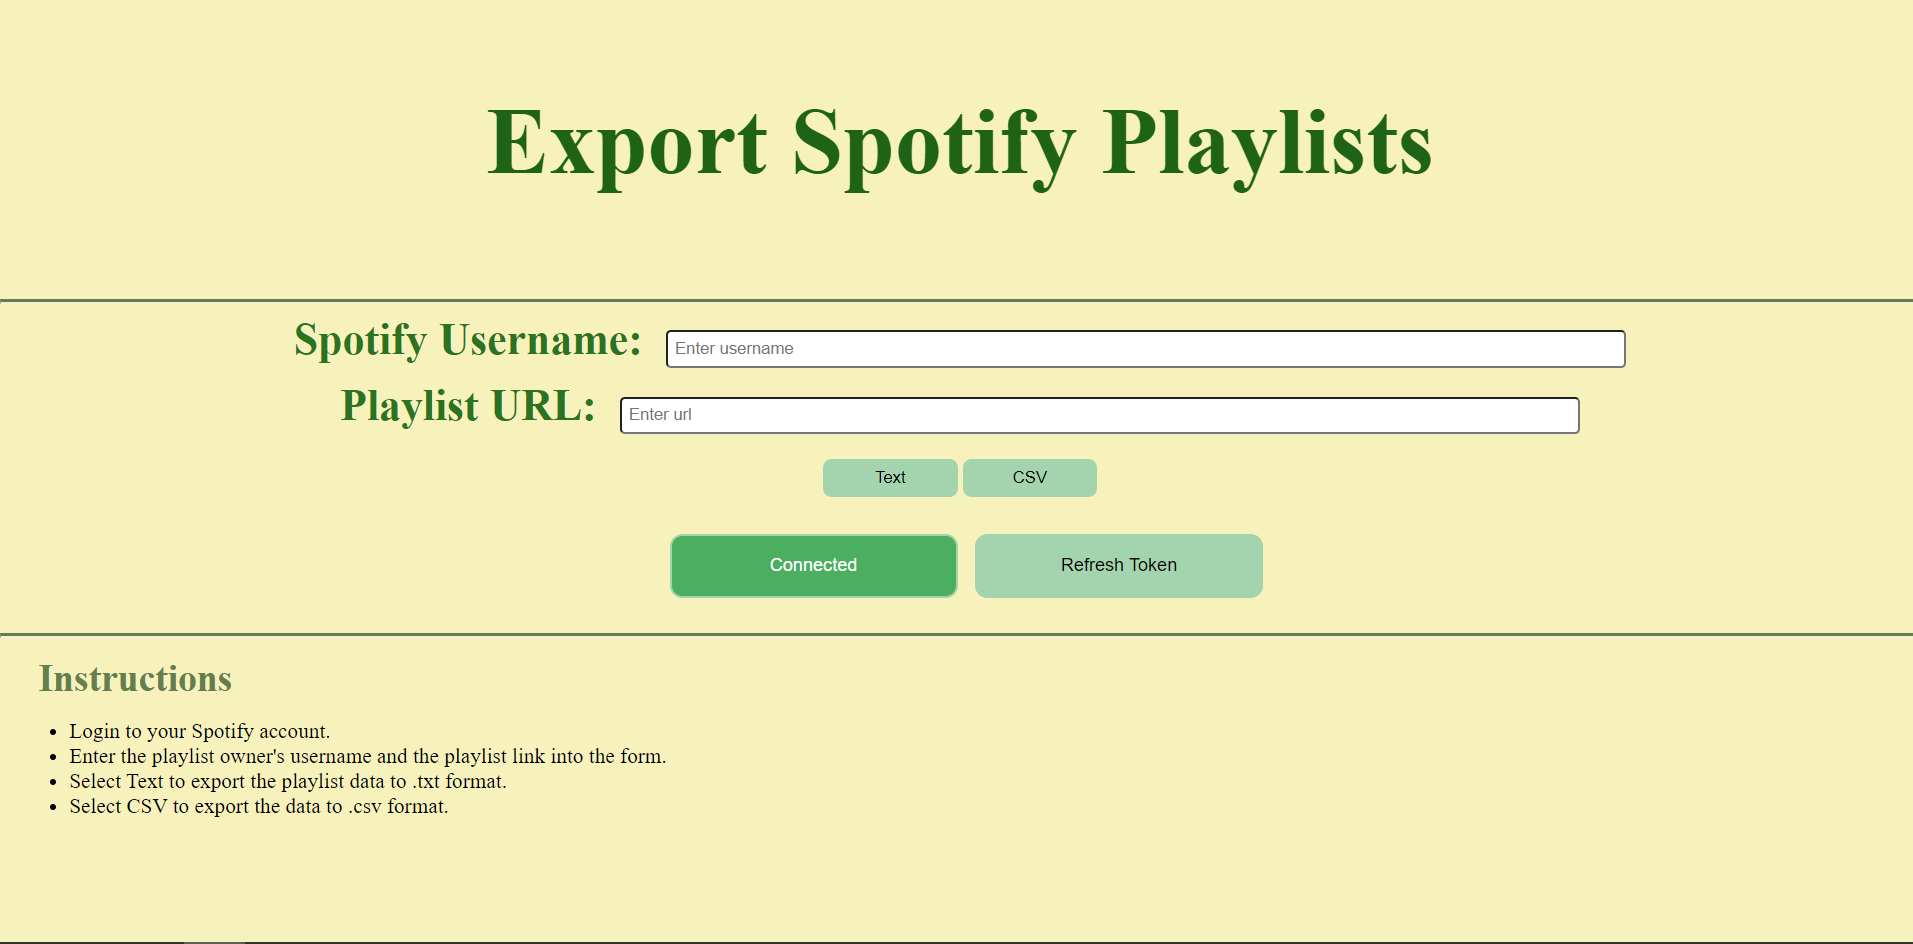 Export Spotify Playlists
Spotify Username: Enter username
Playlist URL: Enter url
Text CSV
Connected Refresh Token
Instructions
• Login to your Spotify account.
• Enter the playlist owner's username and the playlist link into the form.
• Select Text to export the playlist data to .txt format.
• Select CSV to export the data to .csv format.